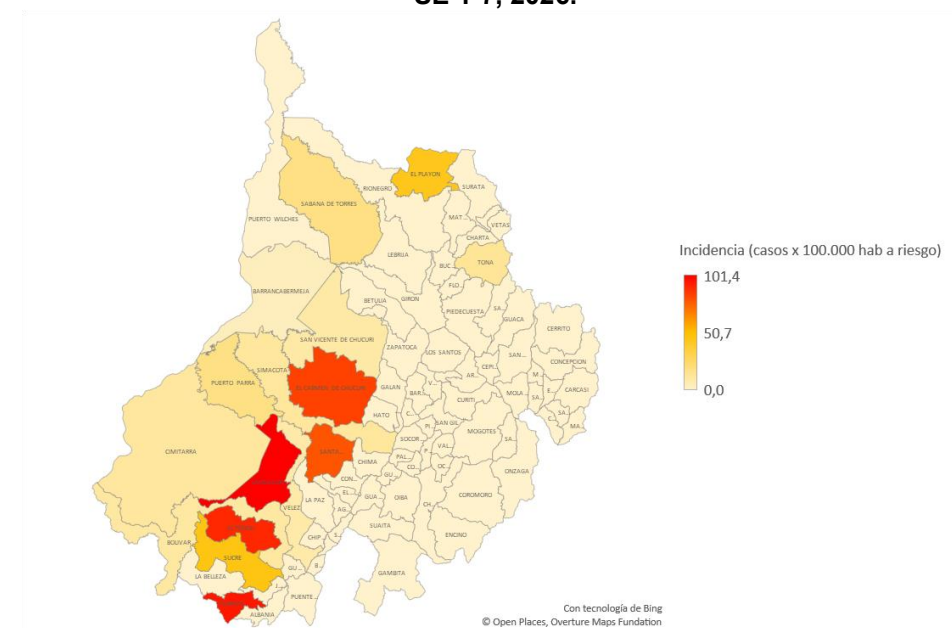 SE 1-7, 2026.
EL PLAYON
RIONEGRO
SURATA
SABANA DE TORRES
PUERTO WILCHES
MAT...
VETAS
CHARTA
LEBRIJA
BUC...
TONA
BARRANCABERMEJA
FLO...
BETULIA
GIRON
PIEDECUESTA
SA...
GUACA
CERRITO
SAN VICENTE DE CHUCURI
ZAPATOCA
LOS SANTOS
SAN...
CONCEPCION
SIMACOTA
CEPI...
AR...
M...
PUERTO PARRA
EL CARMEN DE CHUCURI
GALAN
BAR...
V...
CURITI
MOLA...
SA...
E...
CARCASI
HATO
C...
C...
SA...
MA...
PI...
SAN GIL
MOGOTES
SOCOR...
VAL...
SA...
CIMITARRA
SANTA...
CHIMA
PAL...
P...
CO...
OC...
ONZAGA
CON...
GU...
EL...
GUA...
OIBA
CH...
COROMORO
VELEZ
LA PAZ
AG...
SUAITA
ENCINO
BOLIVAR
CHIP...
S...
SUCRE
GU...
B...
LA BELLEZA
J...
GAMBITA
PUENTE...
ALBANIA
Incidencia (casos x 100.000 hab a riesgo)
101,4
50,7
0,0
Con tecnología de Bing
© Open Places, Overture Maps Fundation